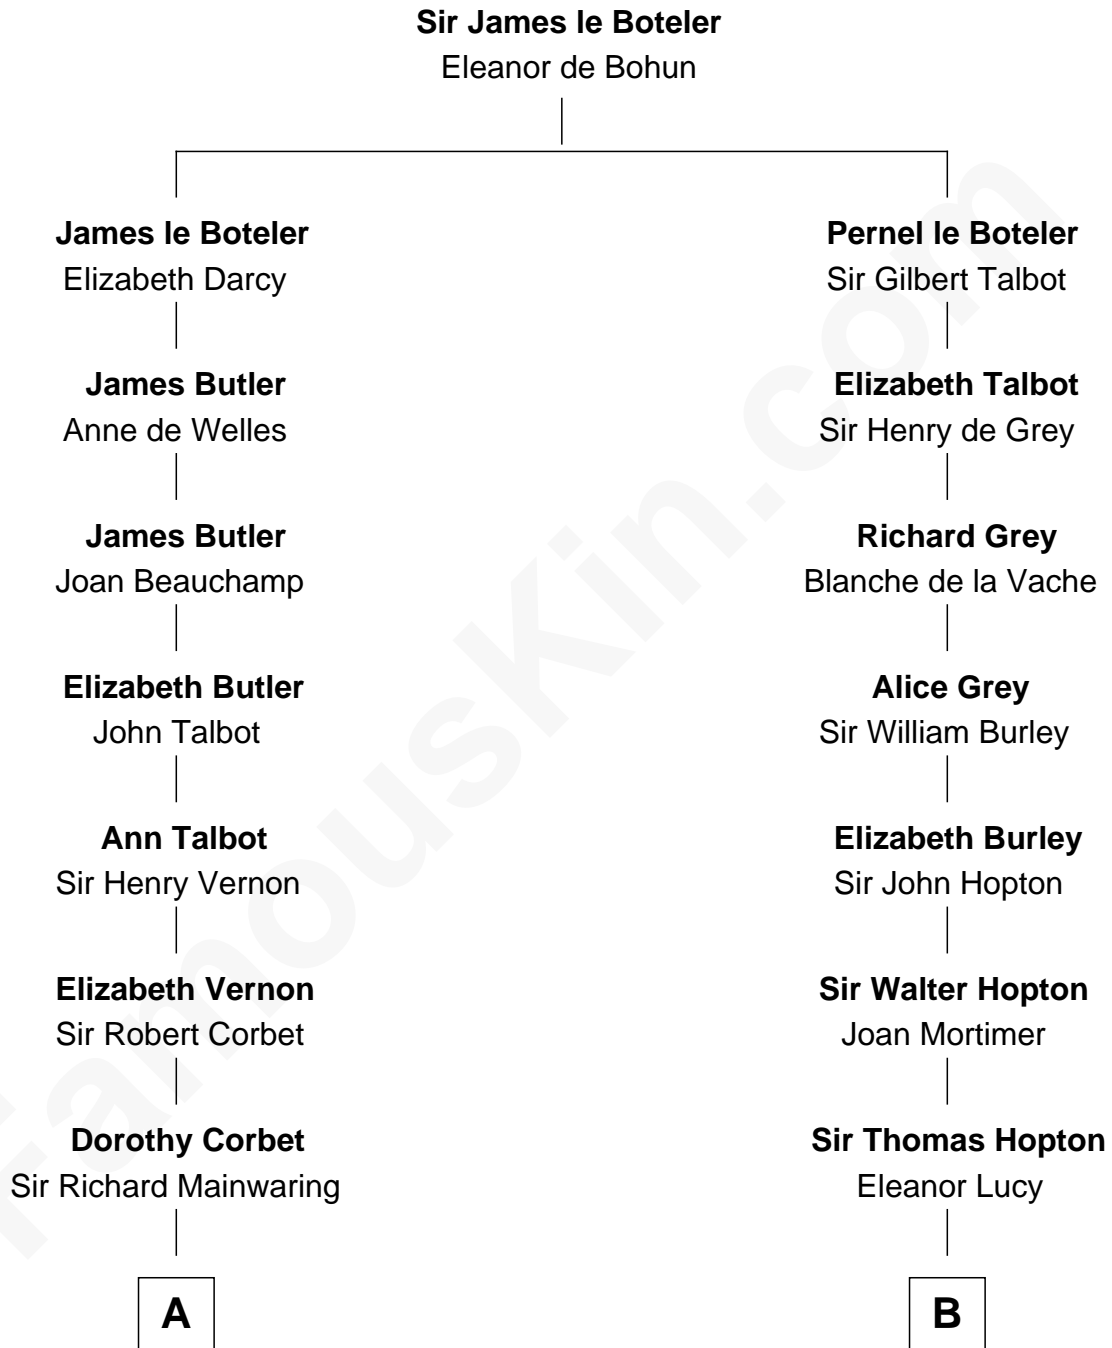 Sir James le Boteler
Eleanor de Bohun
James le Boteler
Elizabeth Darcy
Pernel le Boteler
Sir Gilbert Talbot
James Butler
Anne de Welles
Elizabeth Talbot
Sir Henry de Grey
James Butler
Joan Beauchamp
Richard Grey
Blanche de la Vache
Elizabeth Butler
John Talbot
Alice Grey
Sir William Burley
Ann Talbot
Sir Henry Vernon
Elizabeth Burley
Sir John Hopton
Elizabeth Vernon
Sir Robert Corbet
Sir Walter Hopton
Joan Mortimer
Dorothy Corbet
Sir Richard Mainwaring
Sir Thomas Hopton
Eleanor Lucy
A
B
FamousKin.com